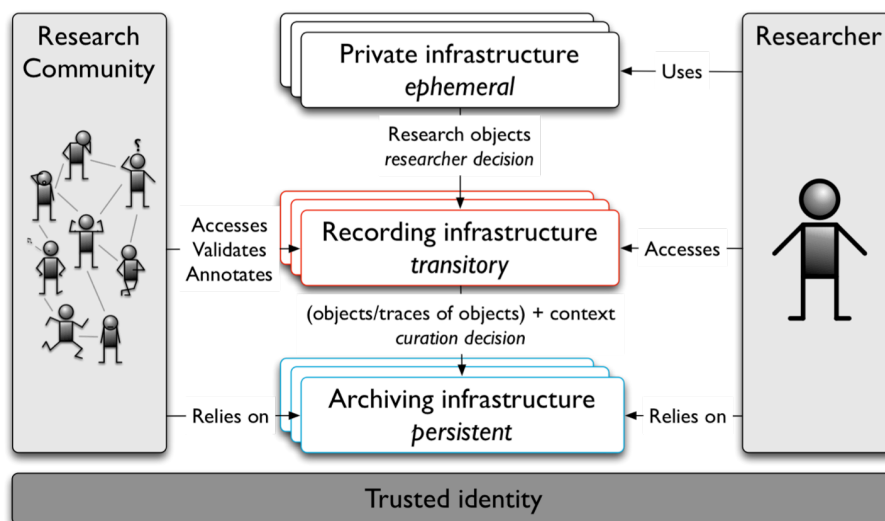 Research
Community
?
Accesses
Validates
Annotates
Relies on
Private infrastructure
ephemeral
Research objects
researcher decision
Recording infrastructure
transitory
(objects/traces of objects) + context
curation decision
Archiving infrastructure
persistent
Researcher
Uses
Accesses
Relies on
Trusted identity